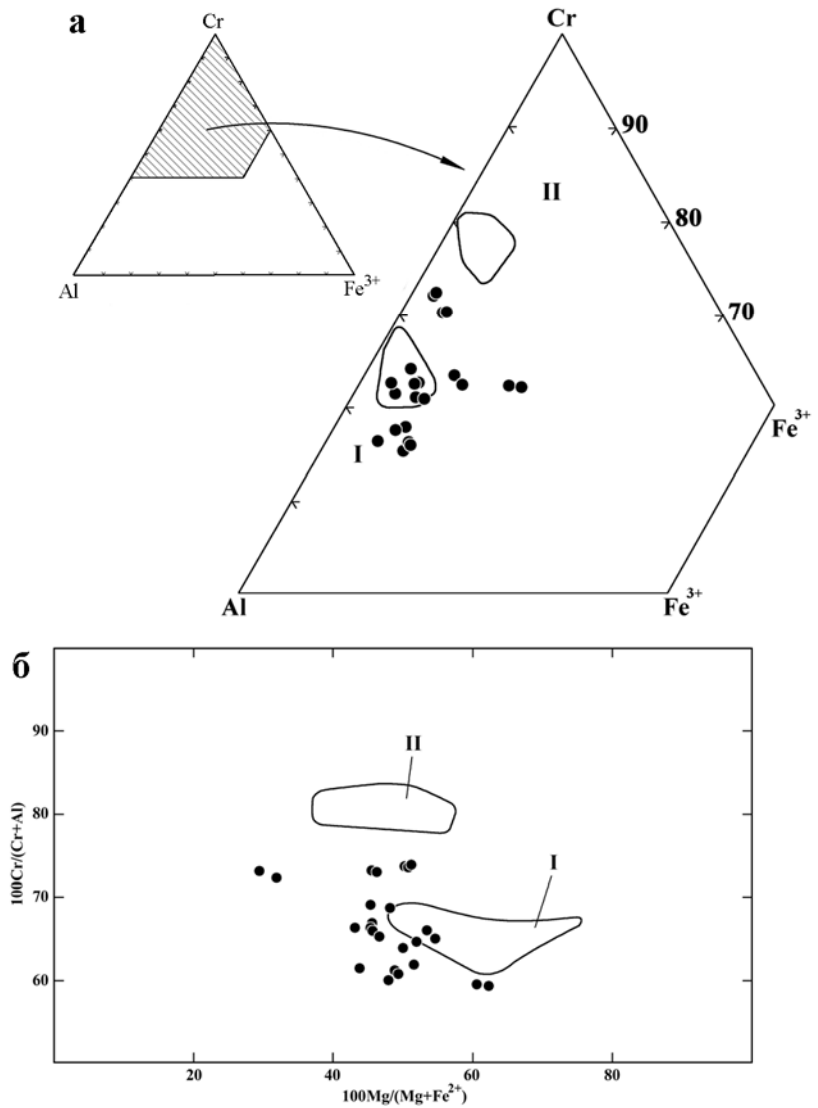 а
Cr
Al
Fe3+
Cr
90
80
70
II
I
Fe3+
Al
Fe3+
б
100Cr/(Cr+Al)
90
80
70
60
II
I
20
40
60
100Mg/(Mg+Fe2+)